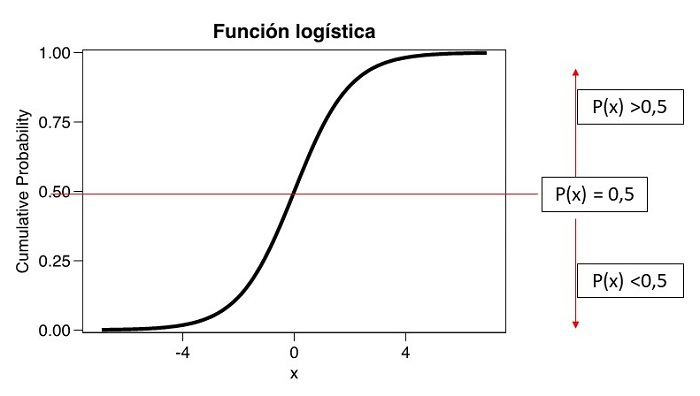 Función logística
1.00
0.75
0.50
0.25
0.00
Cumulative Probability
-4
0
4
x
P(x) >0,5
P(x) = 0,5
P(x) <0,5